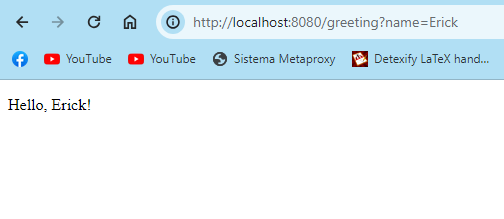 http://localhost:8080/greeting?name=Erick
YouTube YouTube Sistema Metaproxy Detexify LaTeX hand...
Hello, Erick!